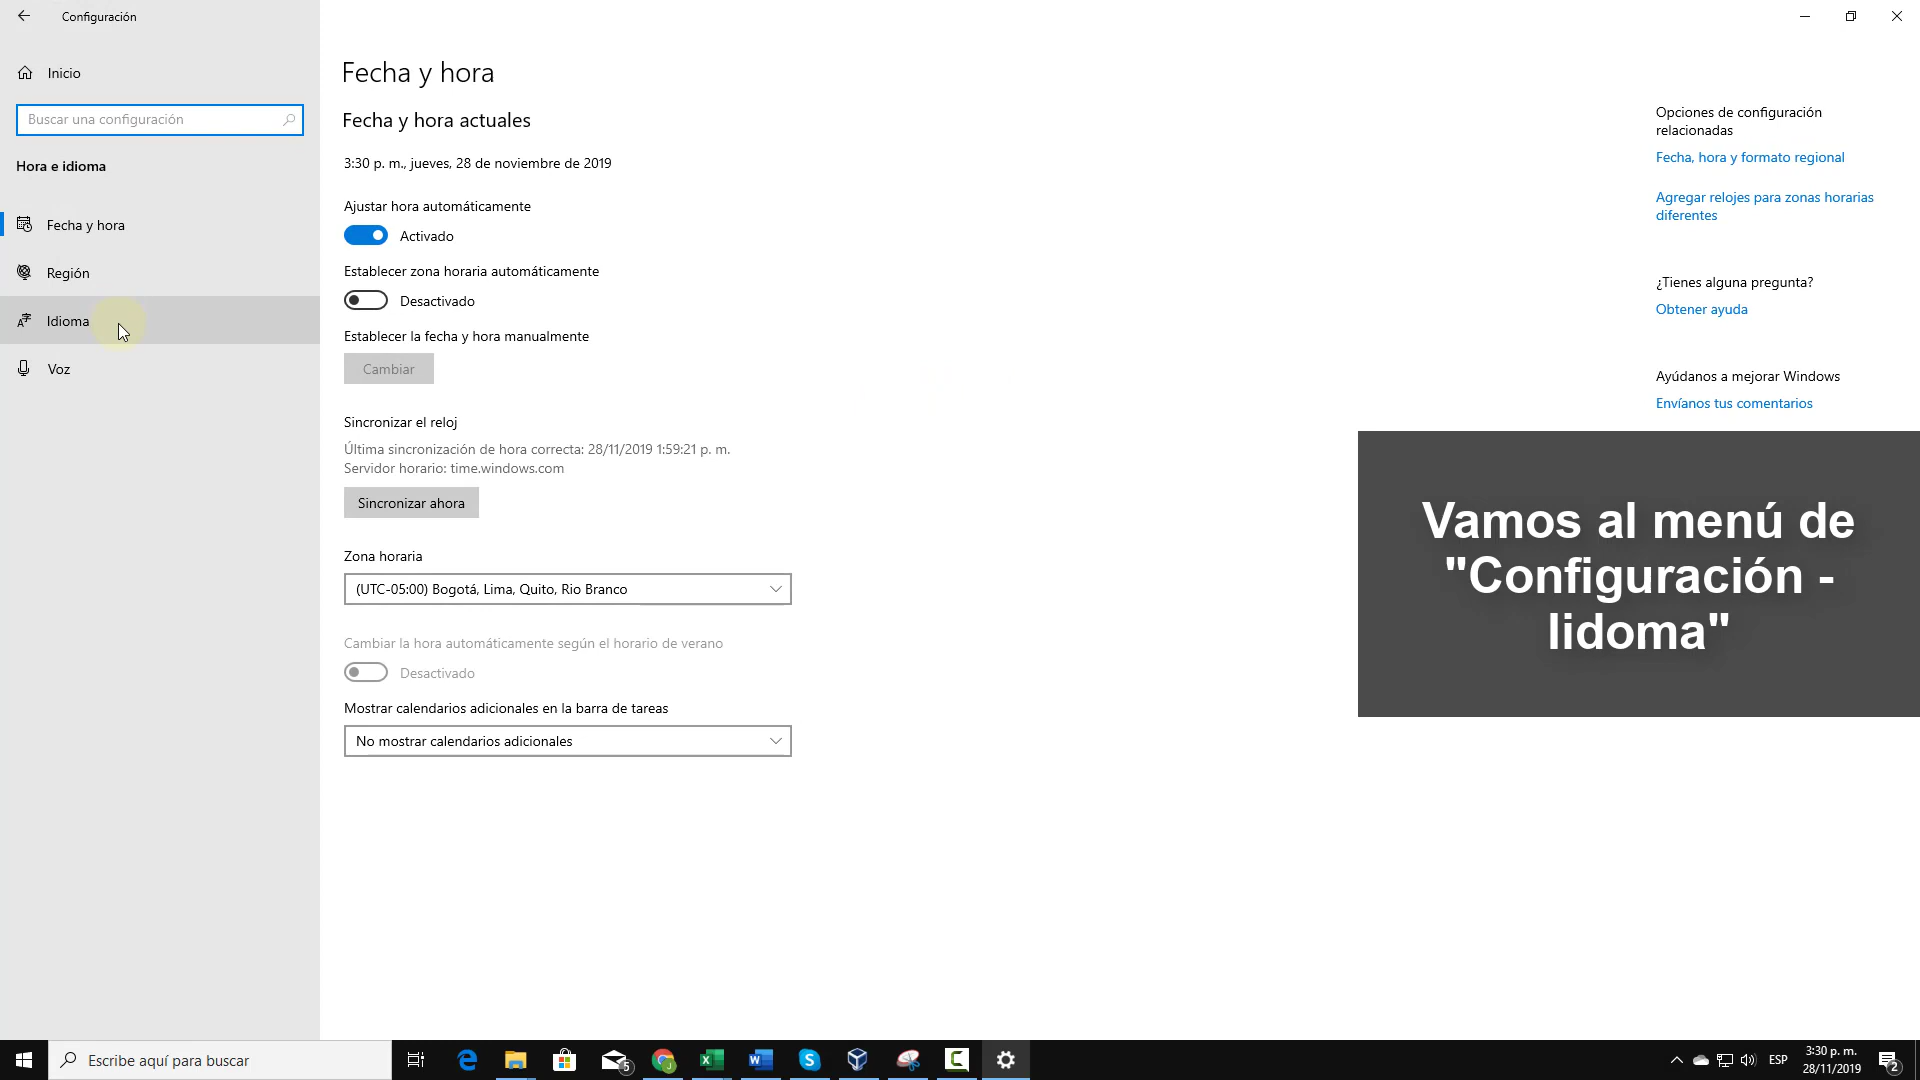 Configuración
Inicio
Buscar una configuración
Hora e idioma
Fecha y hora
Región
Idioma
Voz
Fecha y hora
Fecha y hora actuales
3:30 p. m., jueves, 28 de noviembre de 2019
Ajustar hora automáticamente
Activado
Establecer zona horaria automáticamente
Desactivado
Establecer la fecha y hora manualmente
Cambiar
Sincronizar el reloj
Última sincronización de hora correcta: 28/11/2019 1:59:21 p. m.
Servidor horario: time.windows.com
Sincronizar ahora
Zona horaria
(UTC-05:00) Bogotá, Lima, Quito, Rio Branco
Cambiar la hora automáticamente según el horario de verano
Desactivado
Mostrar calendarios adicionales en la barra de tareas
No mostrar calendarios adicionales
Opciones de configuración
relacionadas
Fecha, hora y formato regional
Agregar relojes para zonas horarias
diferentes
¿Tienes alguna pregunta?
Obtener ayuda
Ayúdanos a mejorar Windows
Envíanos tus comentarios
Vamos al menú de
"Configuración -
Iidoma"
Escribe aquí para buscar
5
ESP
3:30 p. m.
28/11/2019
2